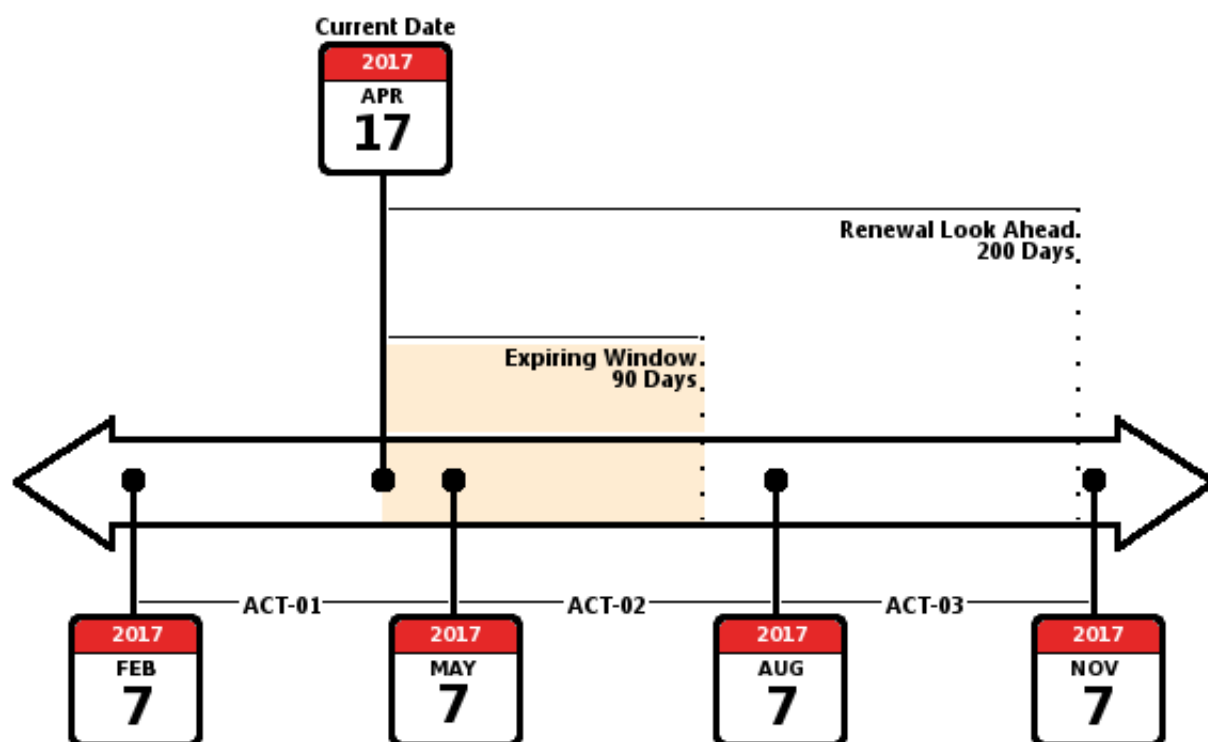 Current Date
2017
APR
17
Renewal Look Ahead
200 Days
Expiring Window
90 Days
ACT-01
ACT-02
ACT-03
2017
FEB
7
2017
MAY
7
2017
AUG
7
2017
NOV
7